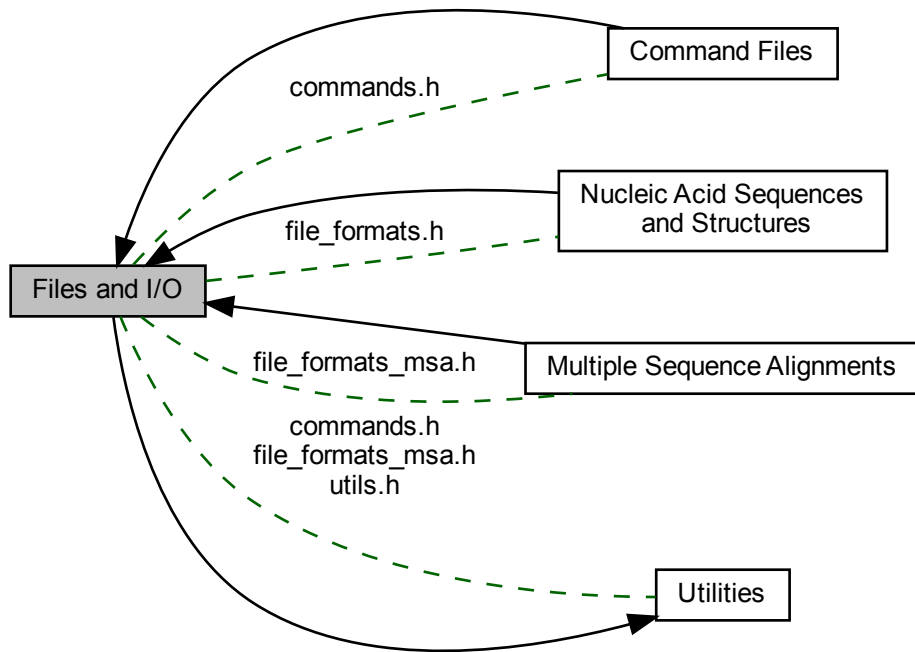 Command Files
commands.h
Nucleic Acid Sequences
and Structures
file_formats.h
Files and I/O
file_formats_msa.h
Multiple Sequence Alignments
commands.h
file_formats_msa.h
utils.h
Utilities